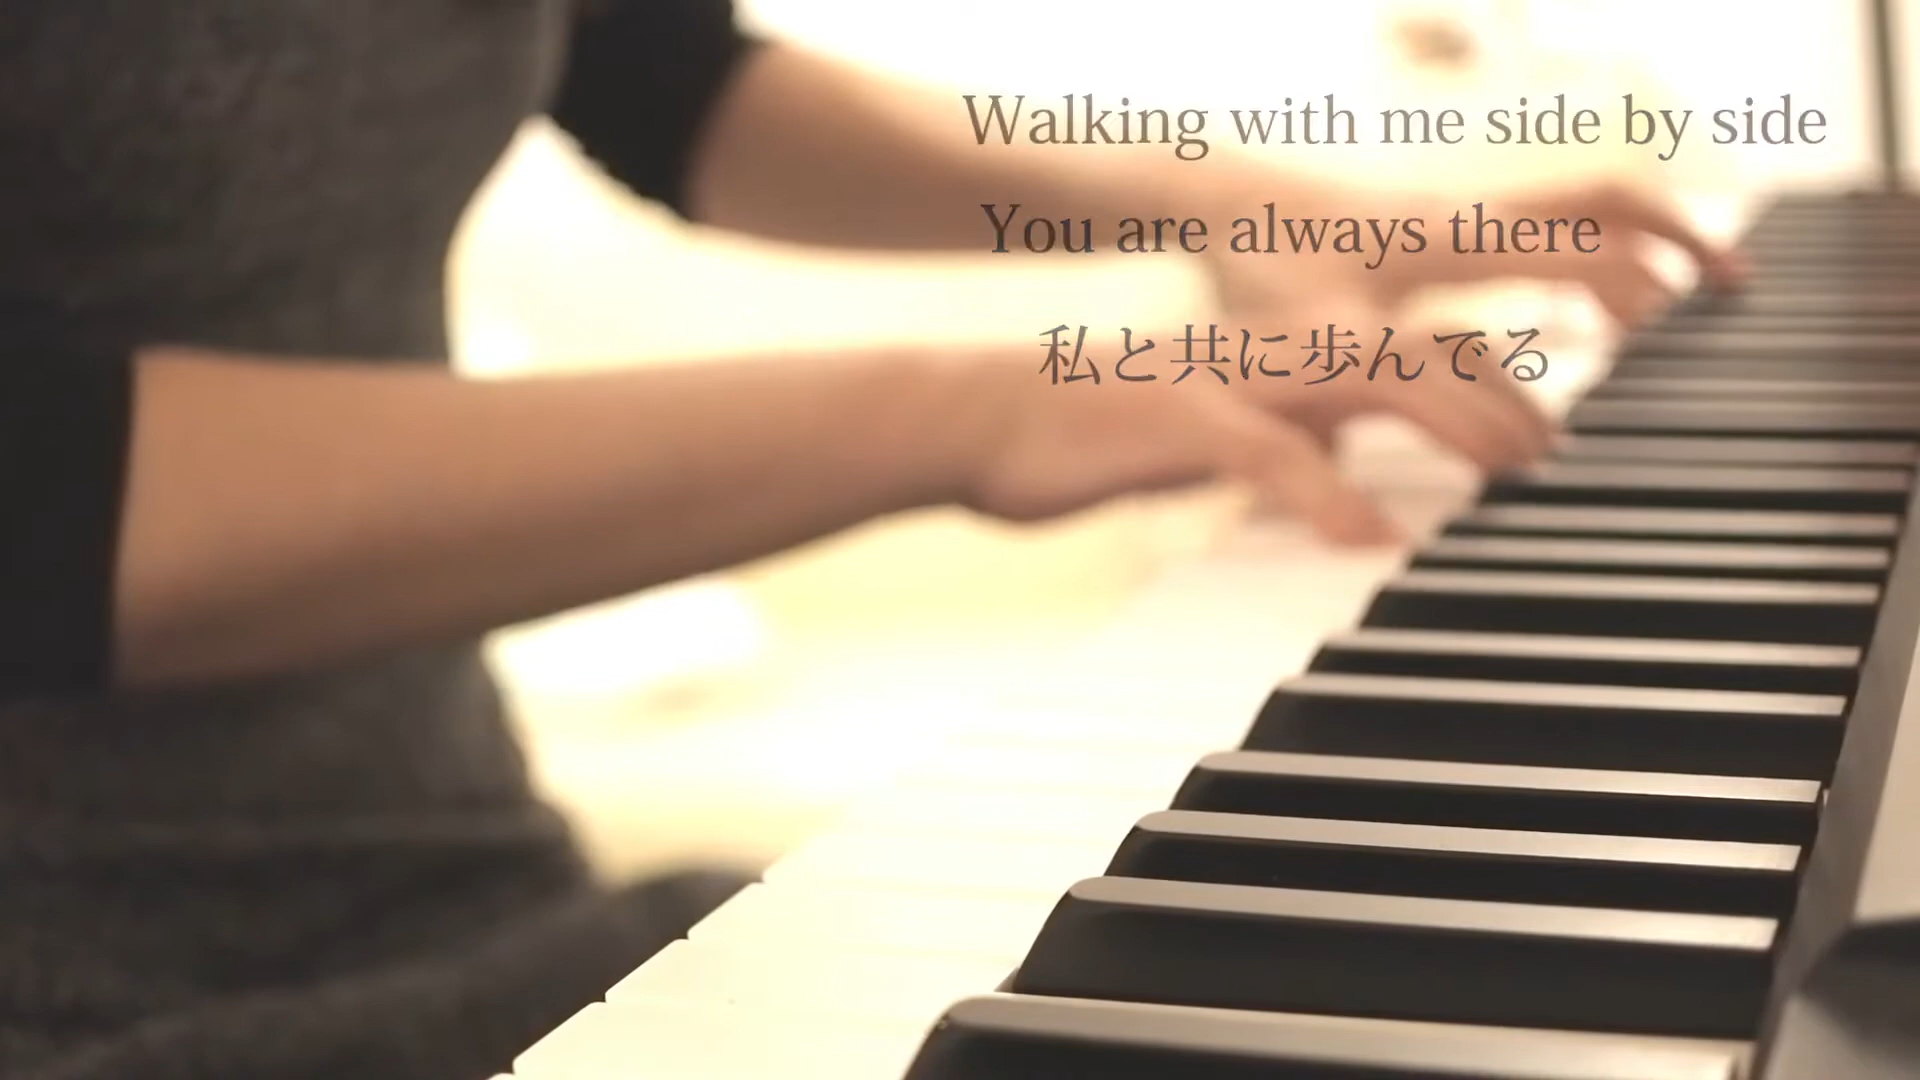 Walking with me side by side
You are always there
私と共に歩んでる